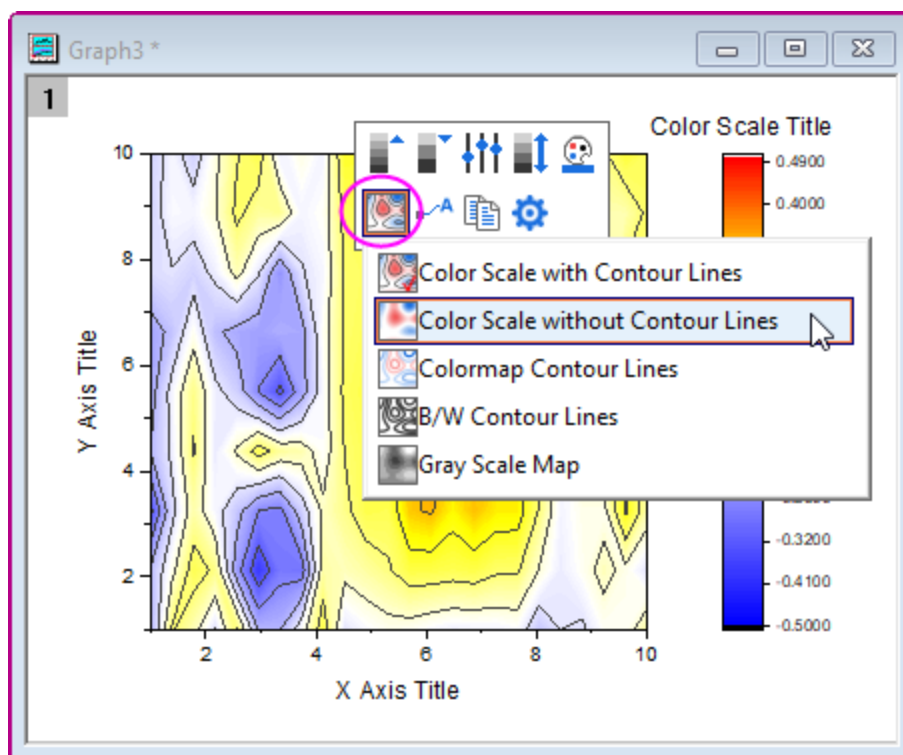 Graph3 *
1
Color Scale Title
10
8
6
4
2
Y Axis Title
2
4
6
8
10
X Axis Title
0.4900
0.4000
-0.3200
-0.4100
-0.5000
A
Color Scale with Contour Lines
Color Scale without Contour Lines
Colormap Contour Lines
B/W Contour Lines
Gray Scale Map